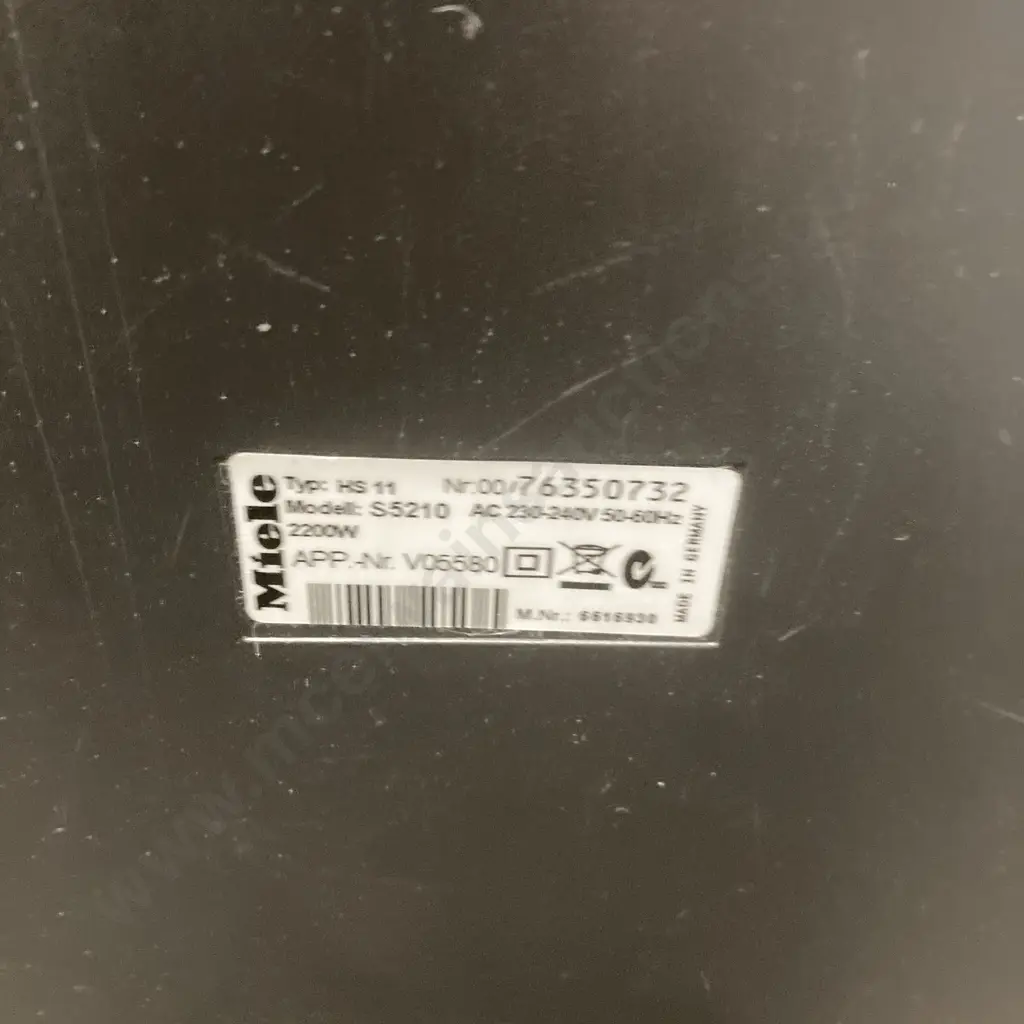 Miele
Typ: HS 11 Nr.00/76350732
Modell: S5210 AC 230-240V 50-60Hz
2200W
APP.-Nr. V05580
M.Nr.: 6616930
MADE IN GERMANY